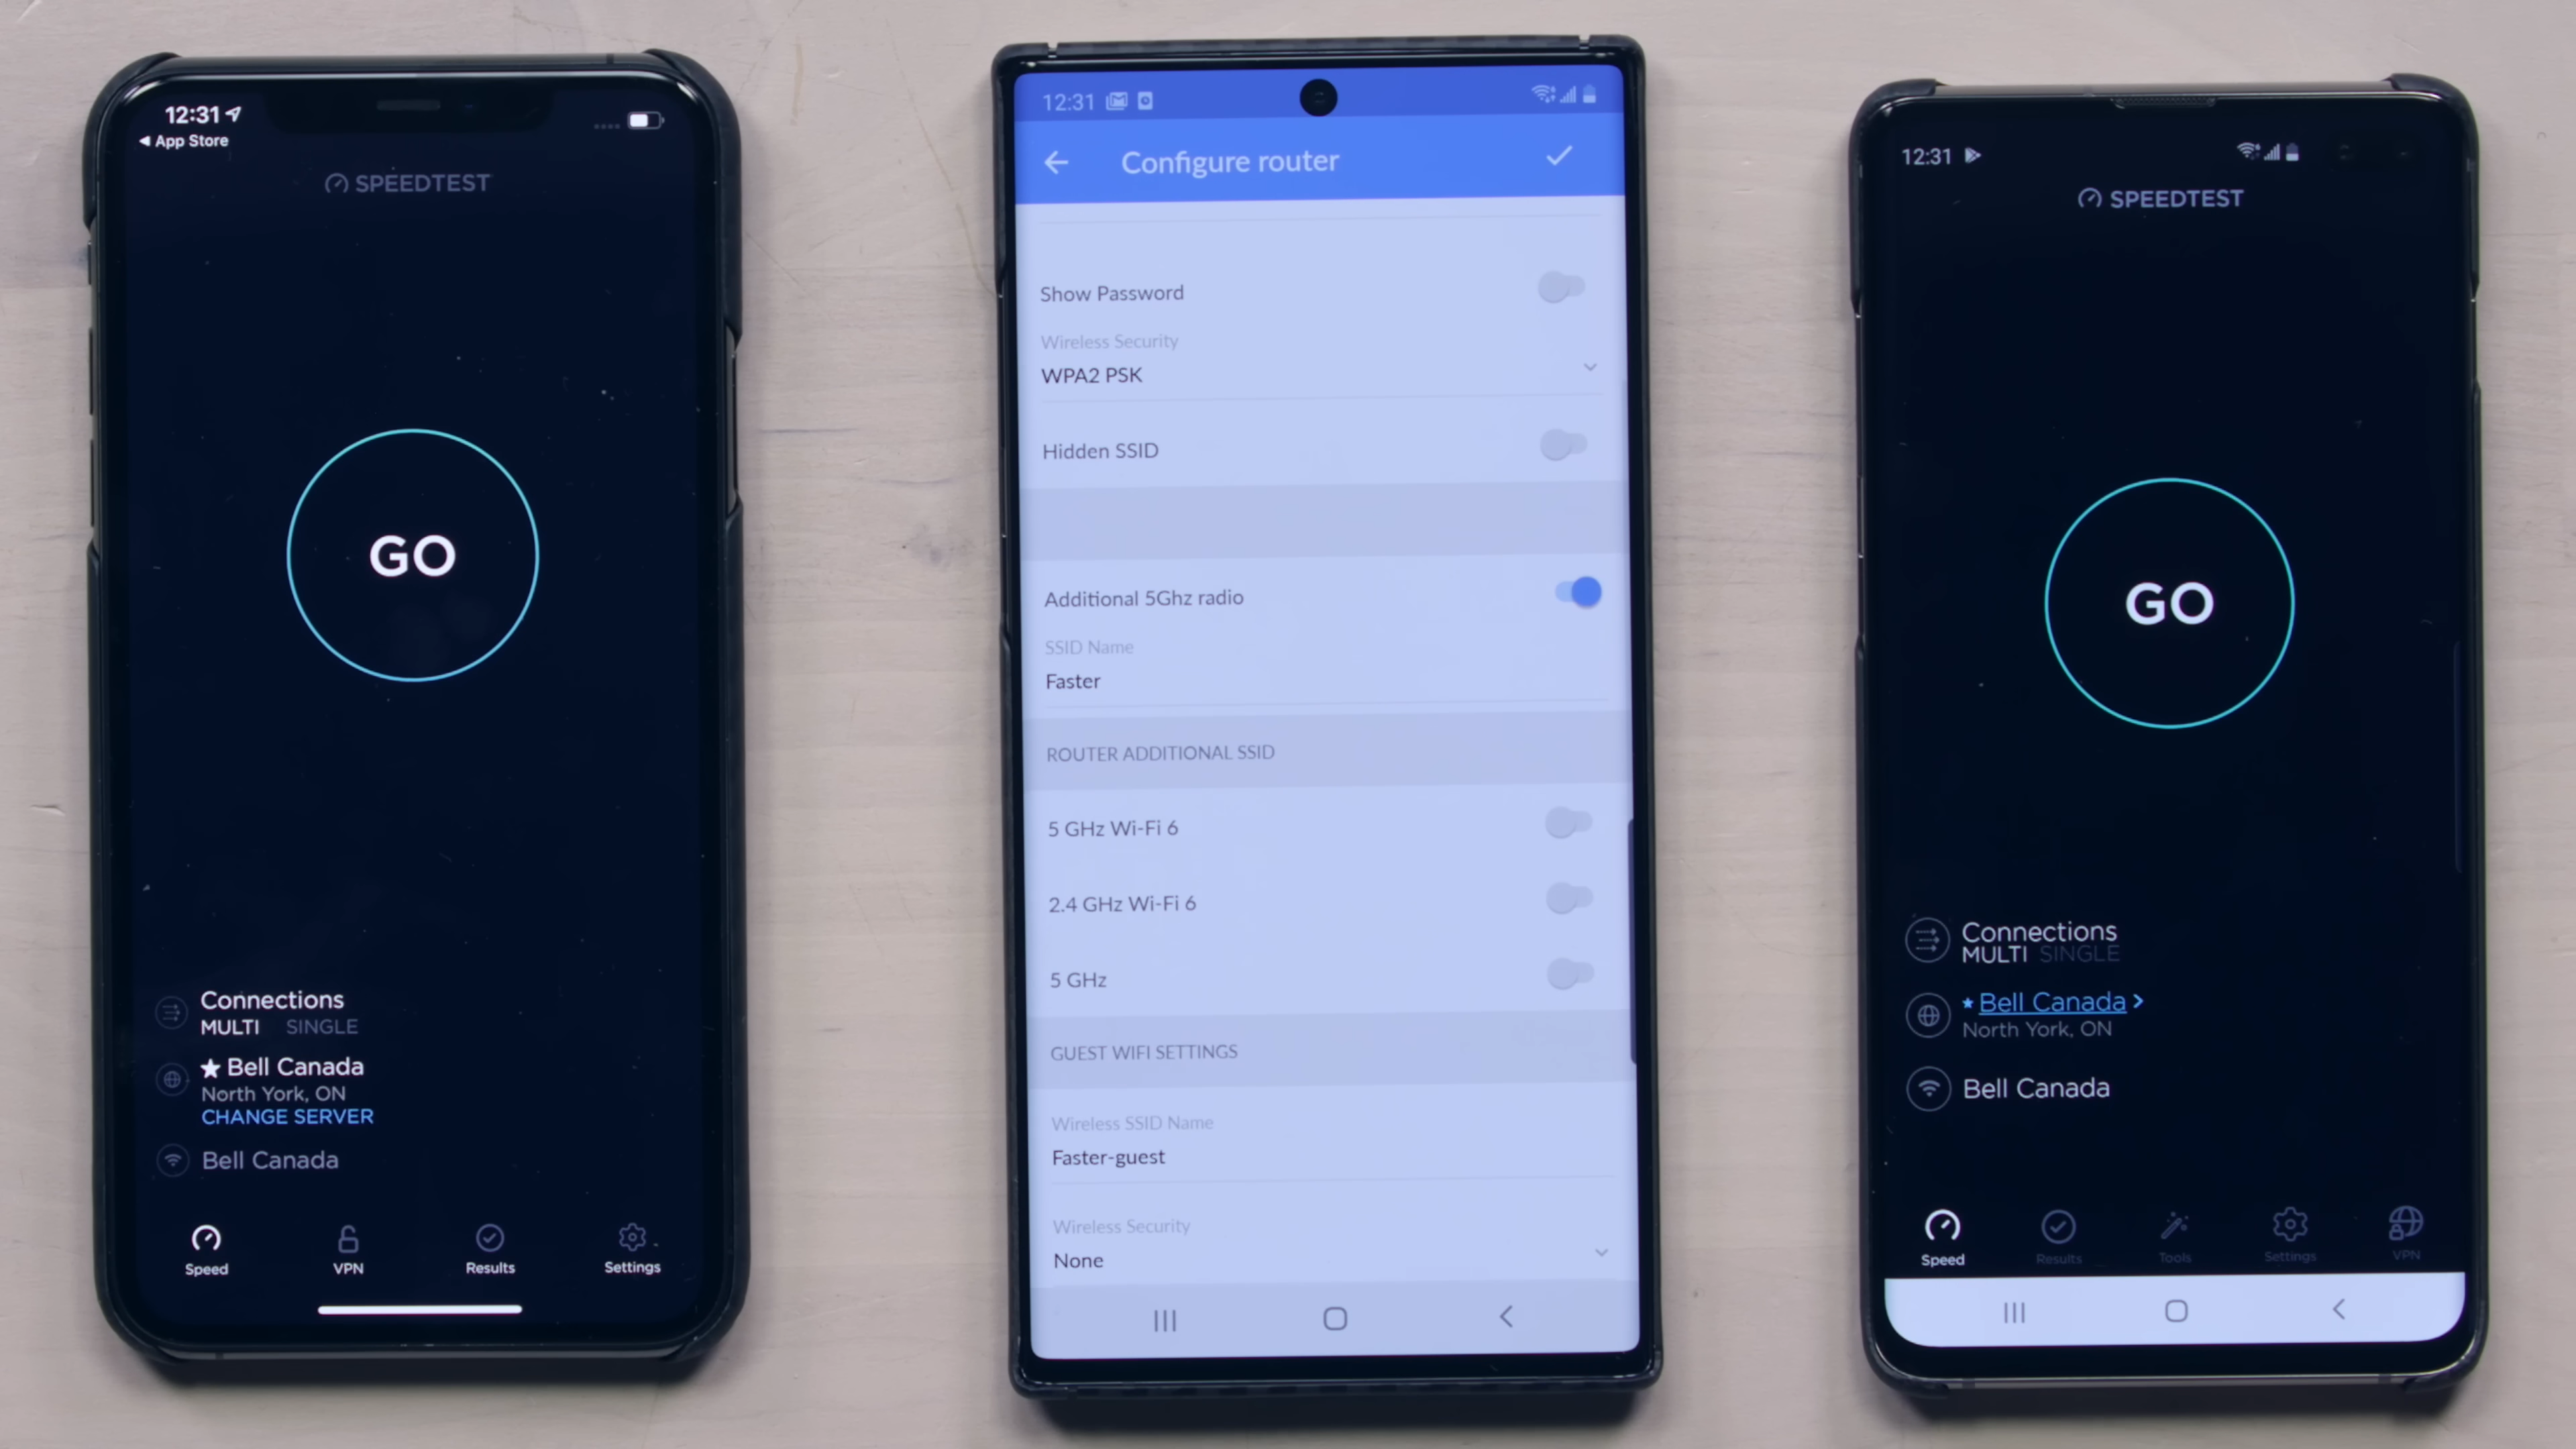 12:31
App Store
SPEEDTEST
GO
Connections
MULTI SINGLE
Bell Canada
North York, ON
CHANGE SERVER
Bell Canada
Speed VPN Results Settings
12:31
Configure router
Show Password
Wireless Security
WPA2 PSK
Hidden SSID
Additional 5Ghz radio
SSID Name
Faster
ROUTER ADDITIONAL SSID
5 GHz Wi-Fi 6
2.4 GHz Wi-Fi 6
5 GHz
GUEST WIFI SETTINGS
Wireless SSID Name
Faster-guest
Wireless Security
None
12:31
SPEEDTEST
GO
Connections
MULTI SINGLE
Bell Canada
North York, ON
Bell Canada
Speed Results Tools Settings VPN